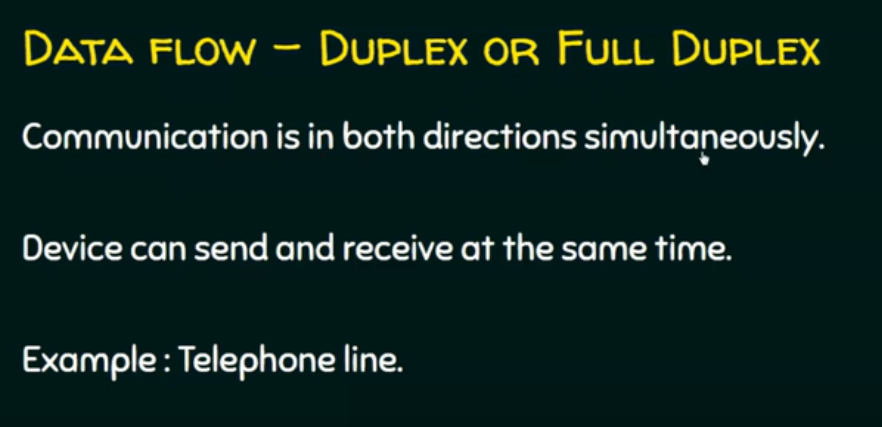 Data flow – Duplex or Full Duplex
Communication is in both directions simultaneously.
Device can send and receive at the same time.
Example : Telephone line.